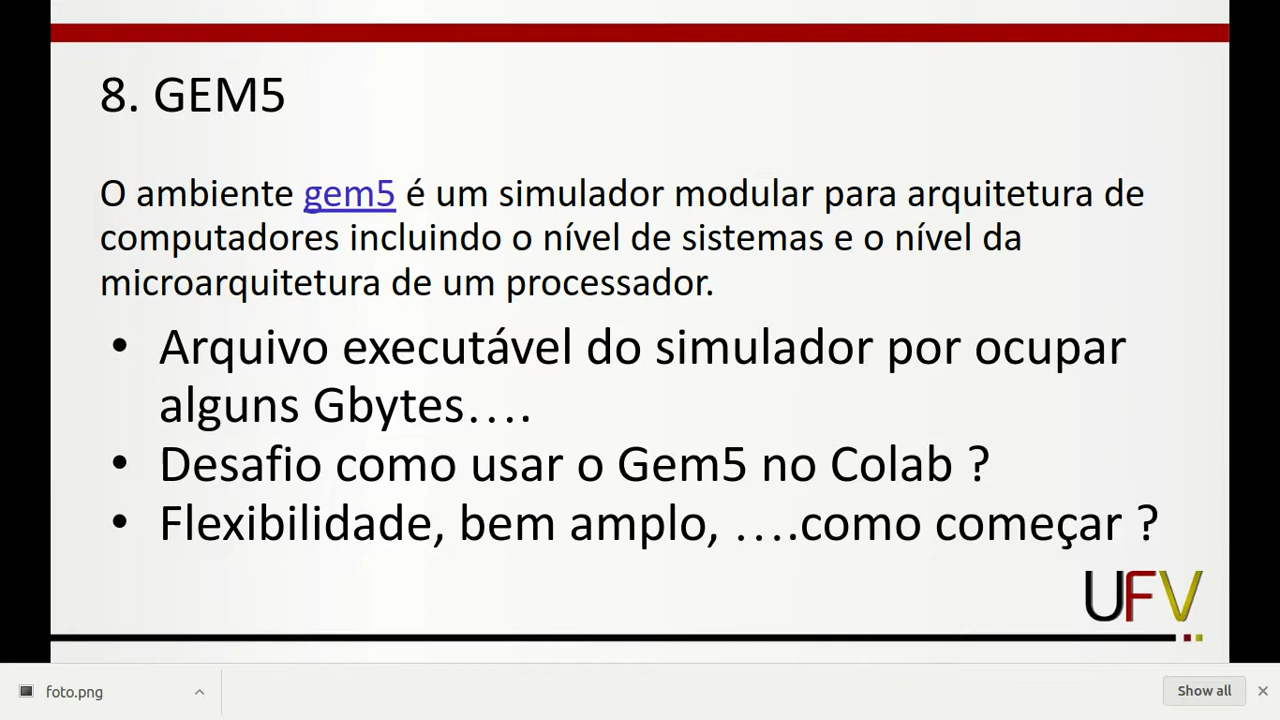 8. GEM5
O ambiente gem5 é um simulador modular para arquitetura de
computadores incluindo o nível de sistemas e o nível da
microarquitetura de um processador.
• Arquivo executável do simulador por ocupar
alguns Gbytes….
• Desafio como usar o Gem5 no Colab ?
• Flexibilidade, bem amplo, ….como começar ?
UFV
foto.png
Show all